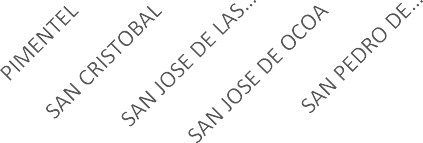 PIMENTEL
SAN CRISTOBAL
SAN JOSE DE LAS...
SAN JOSE DE OCOA
SAN PEDRO DE...